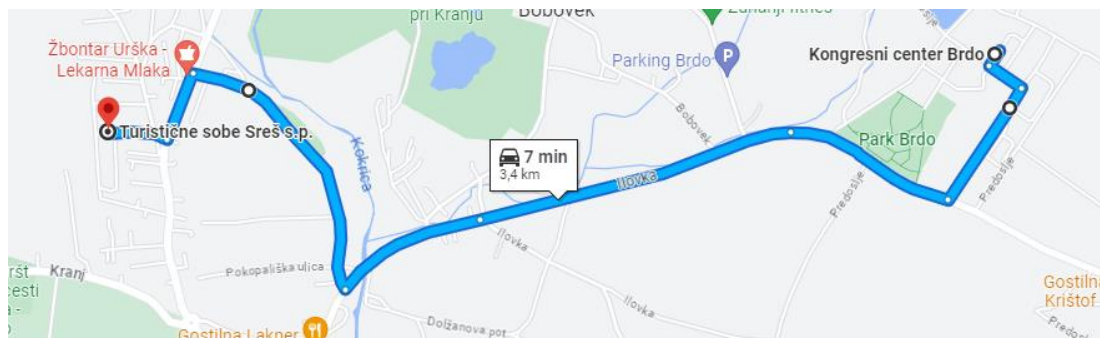 pri Kranju
Bobovek
Zunanji fitnes
Žbontar Urška -
Lekarna Mlaka
Parking Brdo
Kongresni center Brdo
Turistične sobe Sreš s.p.
Kokrica
Bobovek
7 min
3,4 km
Park Brdo
Ilovka
Predoslje
Predoslje
Ilovka
Pokopališka ulica
Kranj
Ilovka
Gostilna
Krištof
Gostilna Lakner
Dolžanova pot